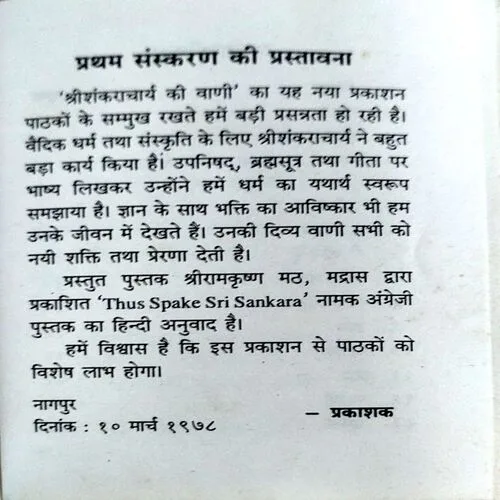 प्रथम संस्करण की प्रस्तावना
‘श्रीशंकराचार्य की वाणी’ का यह नया प्रकाशन
पाठकों के सम्मुख रखते हमें बड़ी प्रसन्नता हो रही है।
वैदिक धर्म तथा संस्कृति के लिए श्रीशंकराचार्य ने बहुत
बड़ा कार्य किया है। उपनिषद्, ब्रह्मसूत्र तथा गीता पर
भाष्य लिखकर उन्होंने हमें धर्म का यथार्थ स्वरूप
समझाया है। ज्ञान के साथ भक्ति का आविष्कार भी हम
उनके जीवन में देखते हैं। उनकी दिव्य वाणी सभी को
नयी शक्ति तथा प्रेरणा देती है।
प्रस्तुत पुस्तक श्रीरामकृष्ण मठ, मद्रास द्वारा
प्रकाशित ‘Thus Spake Sri Sankara’ नामक अंग्रेजी
पुस्तक का हिन्दी अनुवाद है।
हमें विश्वास है कि इस प्रकाशन से पाठकों को
विशेष लाभ होगा।
नागपुर
दिनांक : १० मार्च १९७८
– प्रकाशक